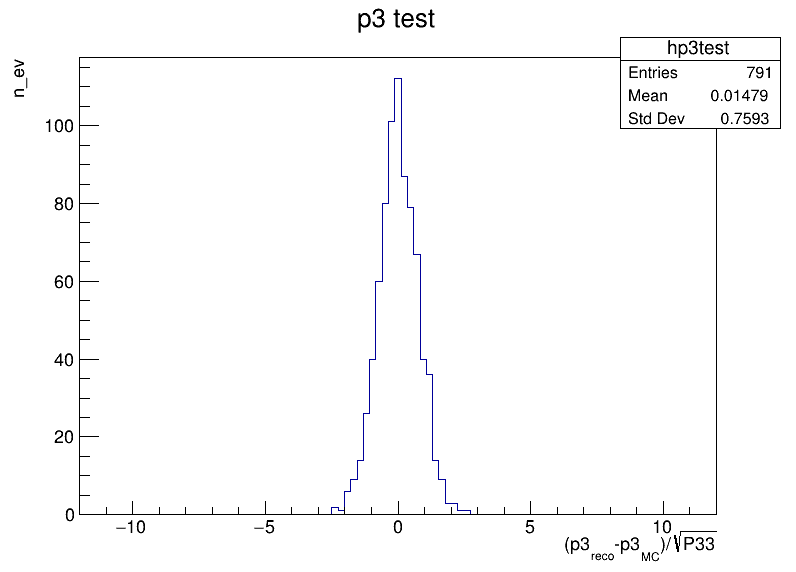 p3 test
hp3test
Entries 791
Mean 0.01479
Std Dev 0.7593
n_ev
100
80
60
40
20
0
−10 −5 0 5 10
(p3reco-p3MC)/√P33